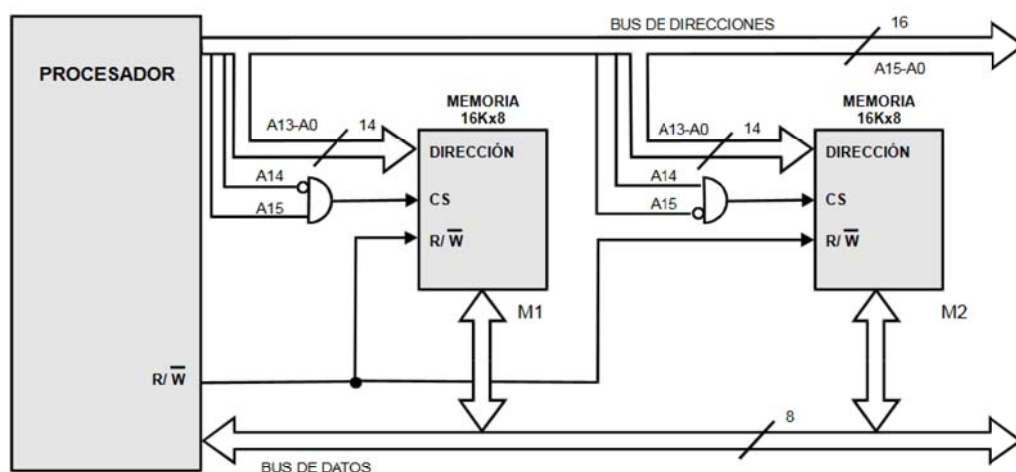 BUS DE DIRECCIONES
16
A15-A0
PROCESADOR
MEMORIA
16Kx8
A13-A0
14
DIRECCIÓN
A14
A15
CS
R/W̅
M1
MEMORIA
16Kx8
A13-A0
14
DIRECCIÓN
A14
A15
CS
R/W̅
M2
R/W̅
8
BUS DE DATOS